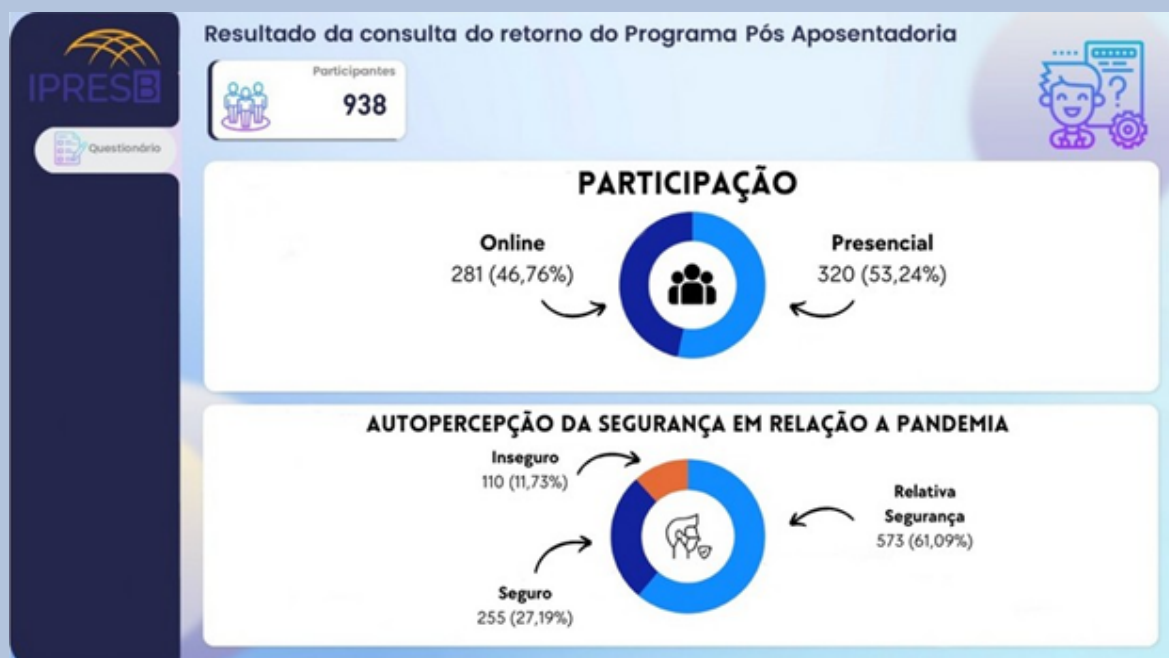 Resultado da consulta do retorno do Programa Pós Aposentadoria
IPRESB
Participantes
938
Questionário
PARTICIPAÇÃO
Online
281 (46,76%)
Presencial
320 (53,24%)
AUTOPERCEPÇÃO DA SEGURANÇA EM RELAÇÃO A PANDEMIA
Inseguro
110 (11,73%)
Relativa
Segurança
573 (61,09%)
Seguro
255 (27,19%)